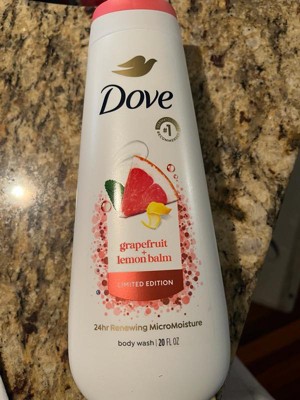 Dove
#1
grapefruit
+
lemon balm
LIMITED EDITION
24hr Renewing MicroMoisture
body wash | 20 FL OZ